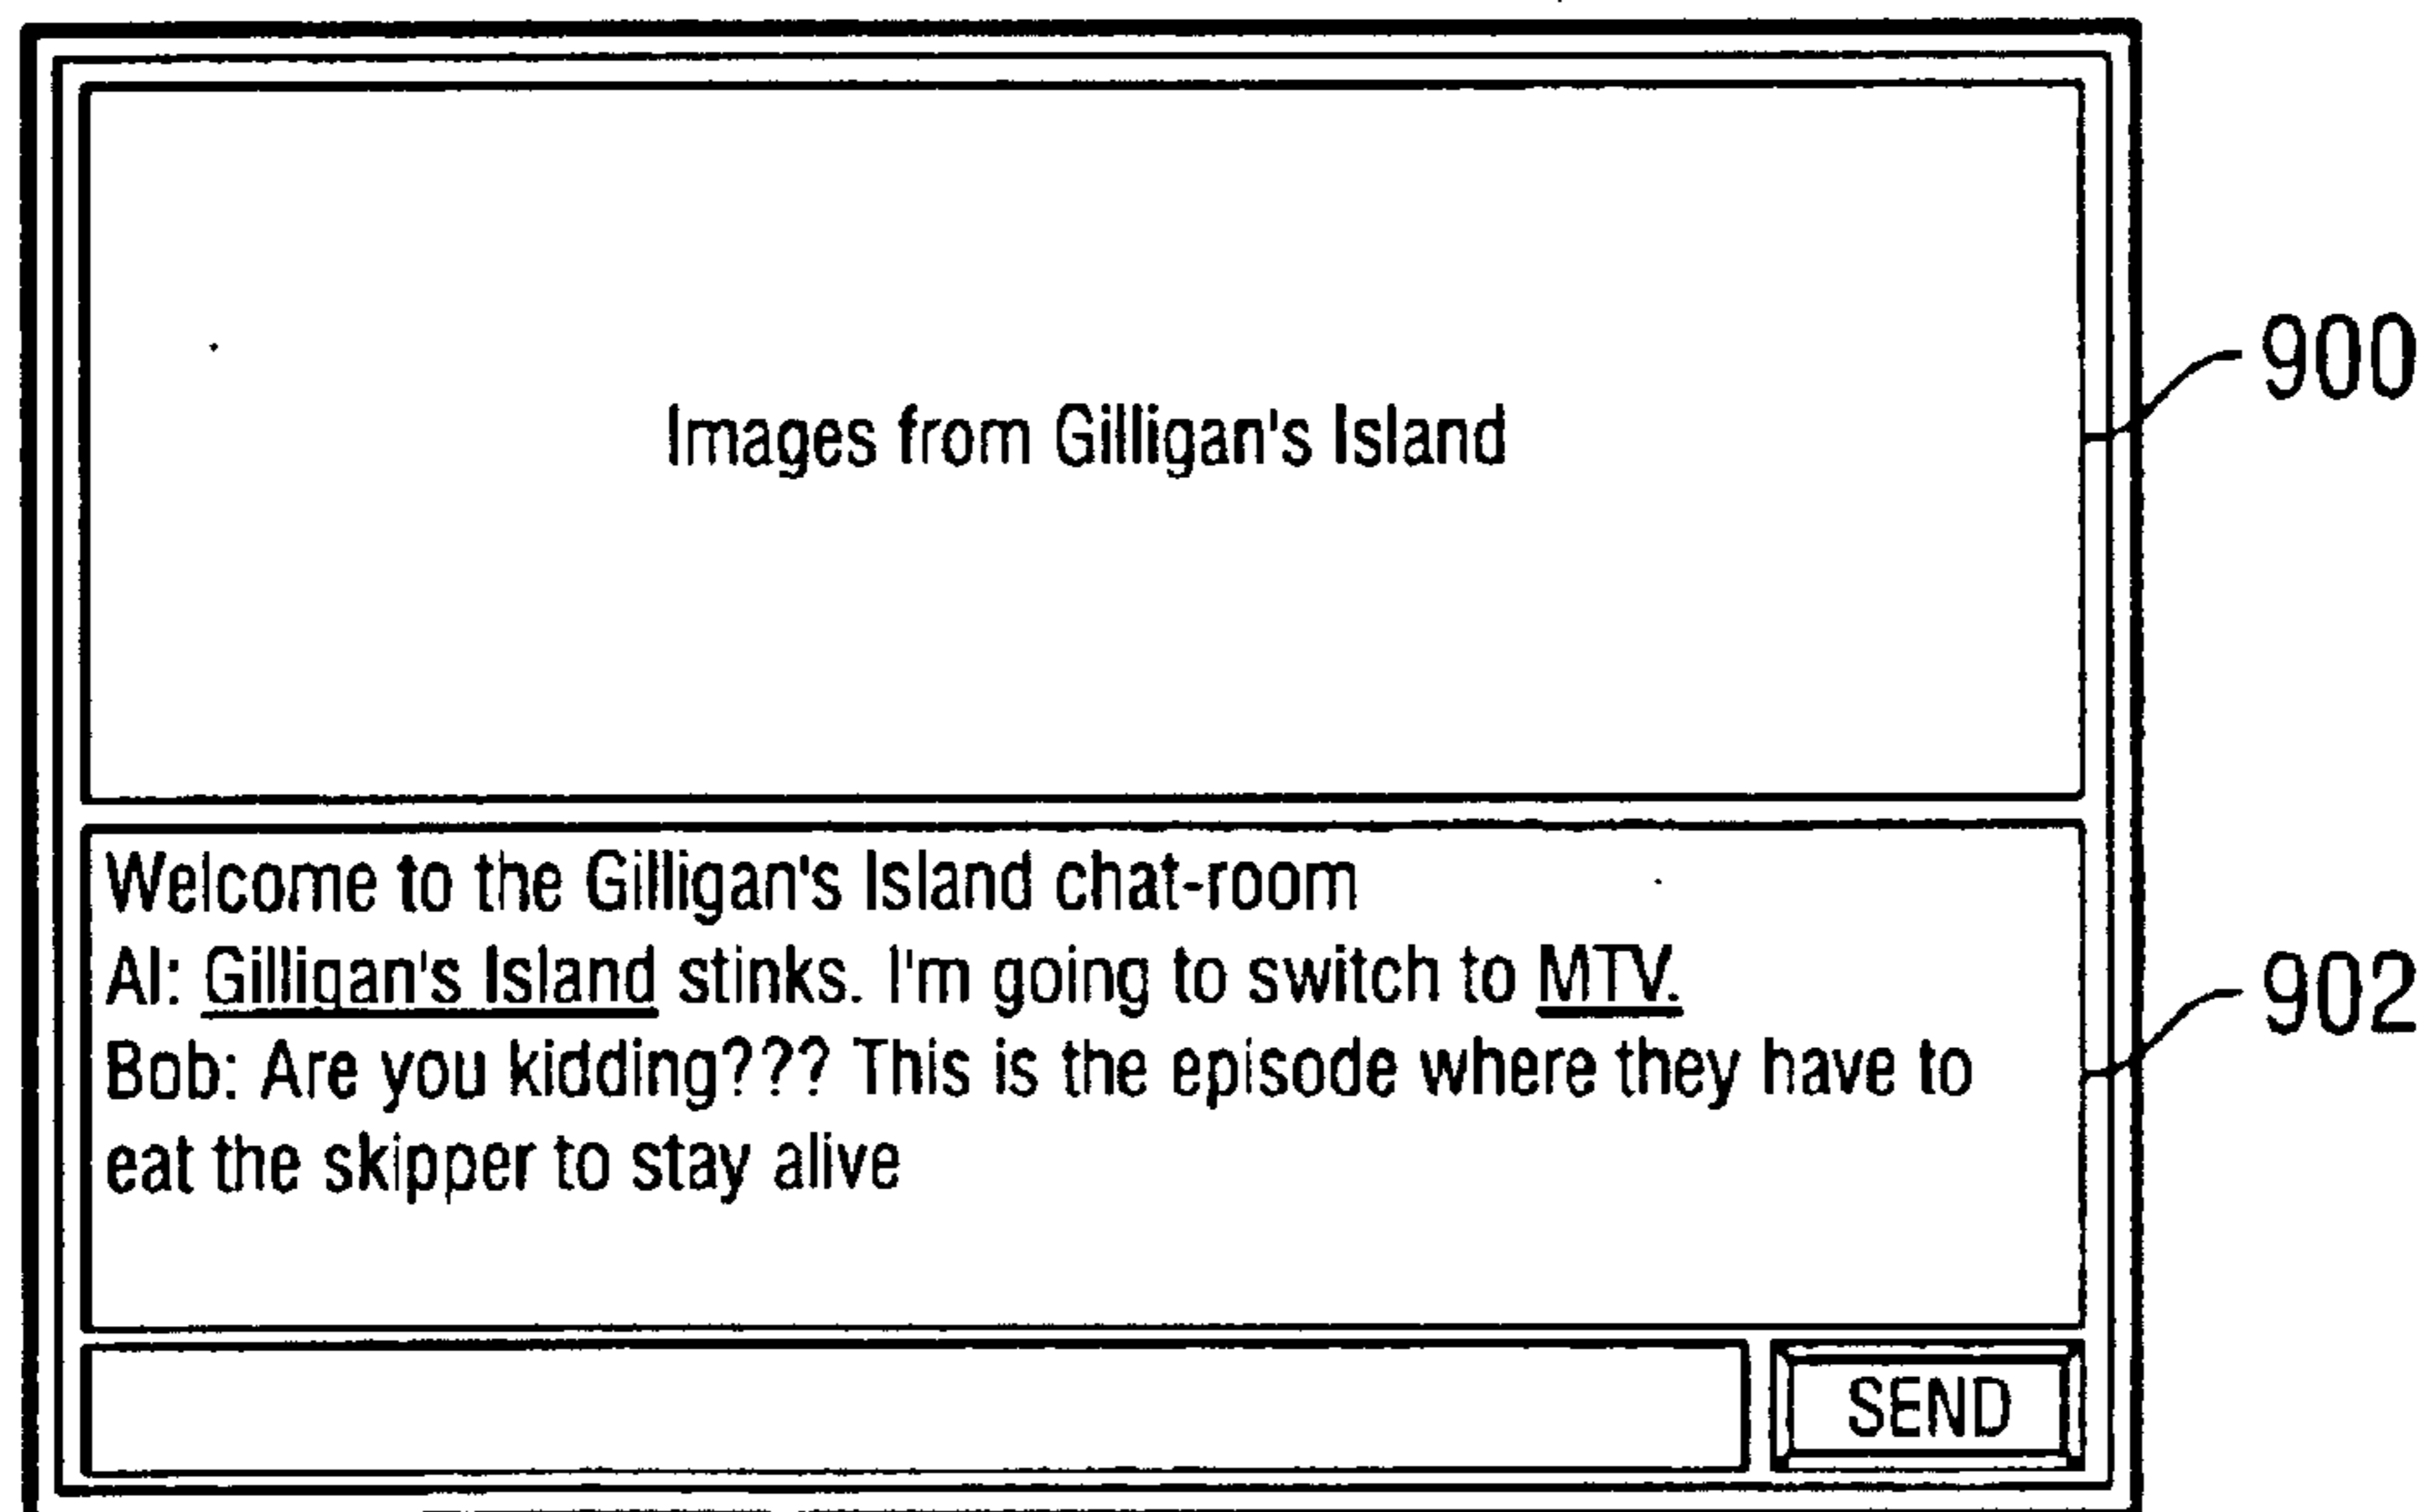 Images from Gilligan's Island
900
Welcome to the Gilligan's Island chat-room
Al: Gilligan's Island stinks. I'm going to switch to MTV.
Bob: Are you kidding??? This is the episode where they have to
eat the skipper to stay alive
902
SEND